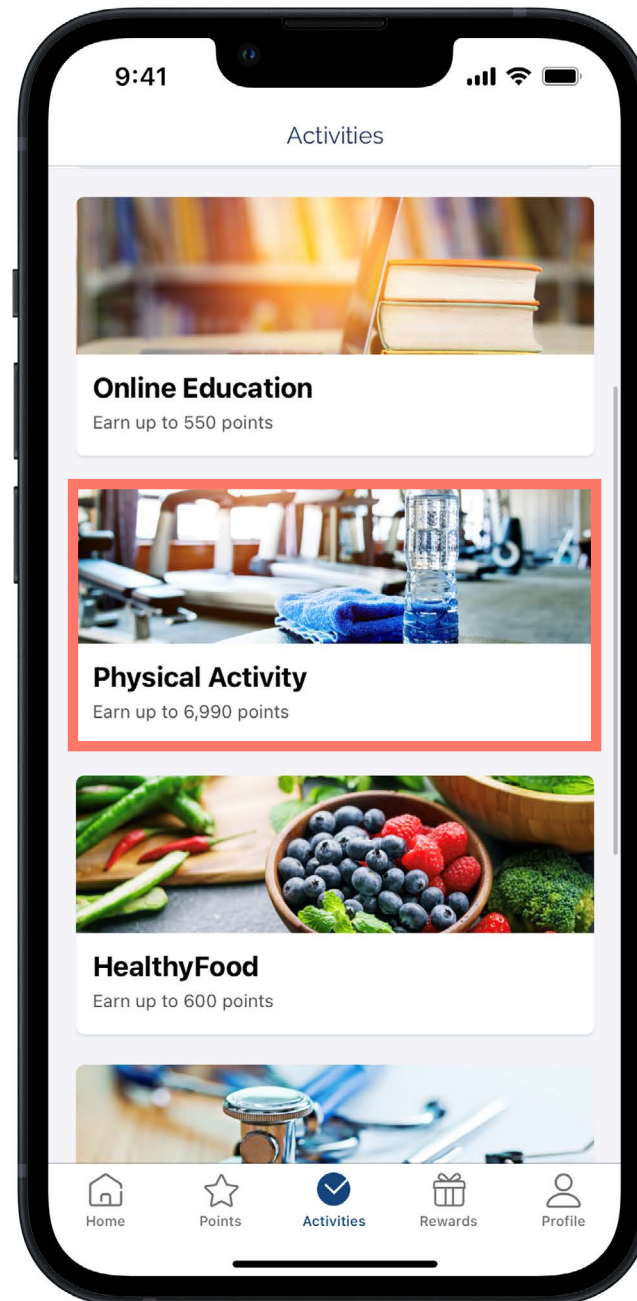 9:41
Activities
Online Education
Earn up to 550 points
Physical Activity
Earn up to 6,990 points
HealthyFood
Earn up to 600 points
Home Points Activities Rewards Profile